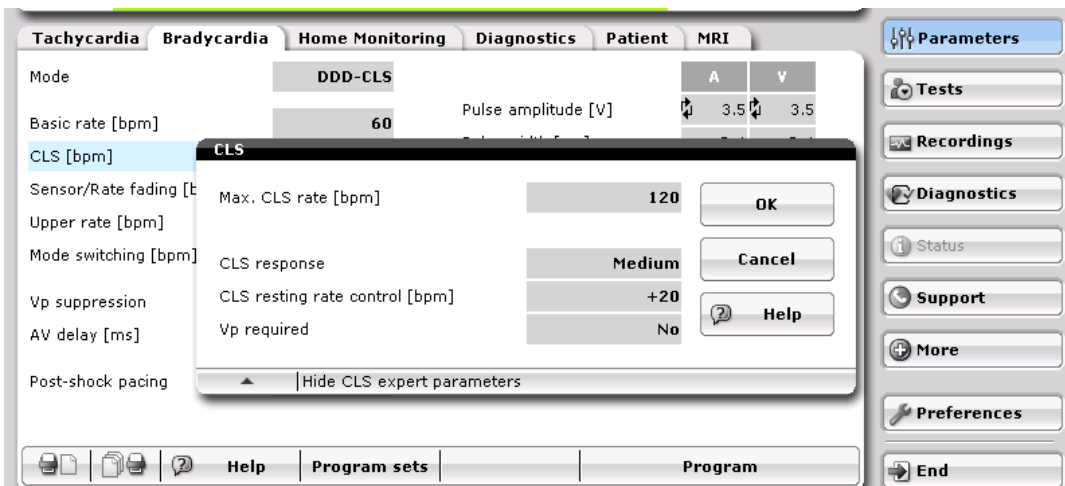 Tachycardia Bradycardia Home Monitoring Diagnostics Patient MRI
Mode DDD-CLS
A V
Pulse amplitude [V] 3.5 3.5
Basic rate [bpm] 60
CLS [bpm]
Sensor/Rate fading [b
Upper rate [bpm]
Mode switching [bpm]
Vp suppression
AV delay [ms]
Post-shock pacing
CLS
Max. CLS rate [bpm] 120
CLS response Medium
CLS resting rate control [bpm] +20
Vp required No
OK
Cancel
Help
Hide CLS expert parameters
Help Program sets Program
Parameters
Tests
Recordings
Diagnostics
Status
Support
More
Preferences
End